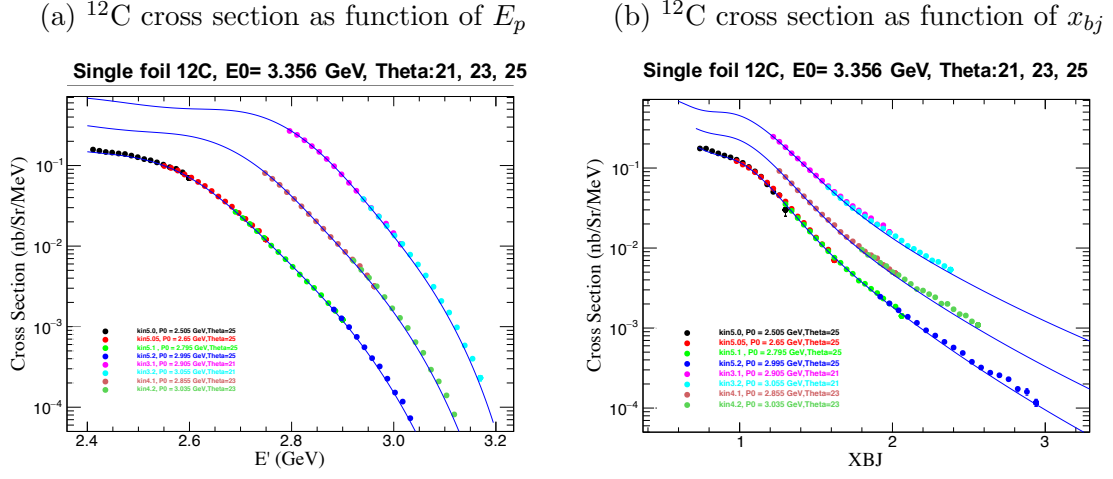 (a) ¹²C cross section as function of E_p
Single foil 12C, E0= 3.356 GeV, Theta:21, 23, 25
Cross Section (nb/Sr/MeV)
10⁻¹
10⁻²
10⁻³
10⁻⁴
kin5.0, P0 = 2.505 GeV,Theta=25
kin5.05, P0 = 2.65 GeV,Theta=25
kin5.1 , P0 = 2.795 GeV,Theta=25
kin5.2, P0 = 2.995 GeV,Theta=25
kin3.1, P0 = 2.905 GeV,Theta=21
kin3.2, P0 = 3.055 GeV,Theta=21
kin4.1, P0 = 2.855 GeV,Theta=23
kin4.2, P0 = 3.035 GeV,Theta=23
2.4 2.6 2.8 3.0 3.2
E' (GeV)
(b) ¹²C cross section as function of x_bj
Single foil 12C, E0= 3.356 GeV, Theta:21, 23, 25
Cross Section (nb/Sr/MeV)
10⁻¹
10⁻²
10⁻³
10⁻⁴
kin5.0, P0 = 2.505 GeV,Theta=25
kin5.05, P0 = 2.65 GeV,Theta=25
kin5.1 , P0 = 2.795 GeV,Theta=25
kin5.2, P0 = 2.995 GeV,Theta=25
kin3.1, P0 = 2.905 GeV,Theta=21
kin3.2, P0 = 3.055 GeV,Theta=21
kin4.1, P0 = 2.855 GeV,Theta=23
kin4.2, P0 = 3.035 GeV,Theta=23
1 2 3
XBJ